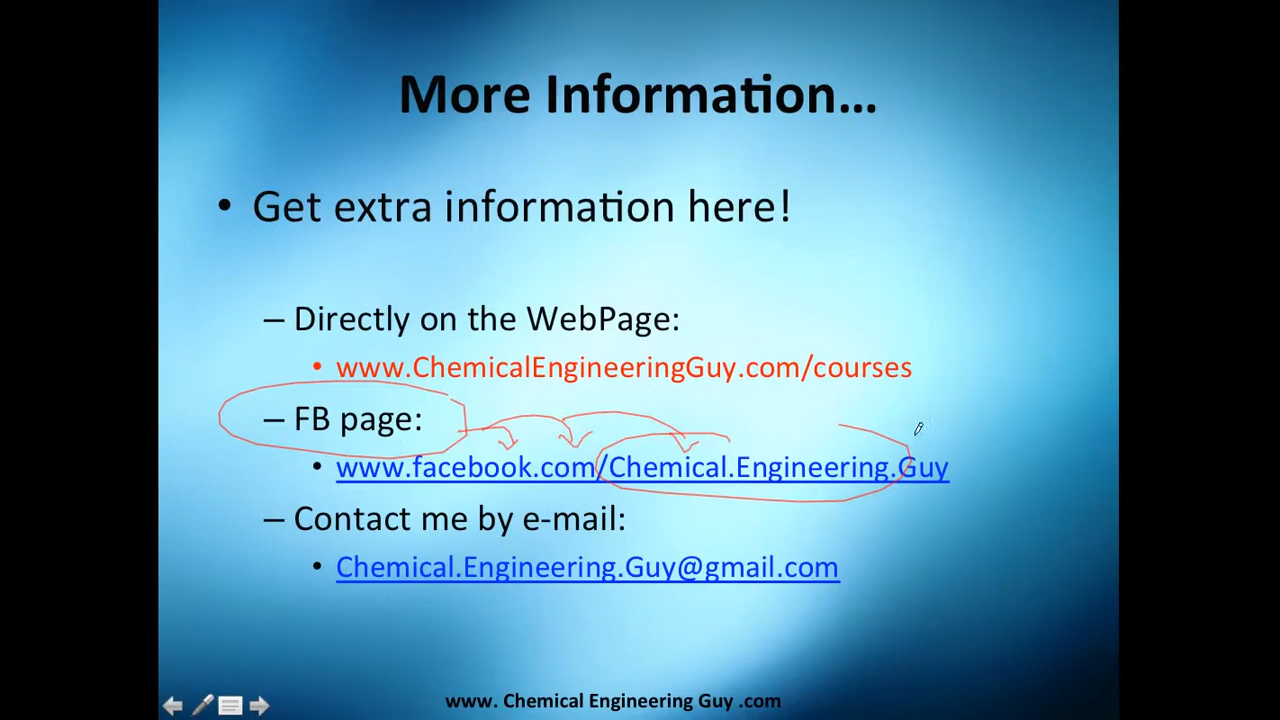 More Information...
• Get extra information here!
– Directly on the WebPage:
• www.ChemicalEngineeringGuy.com/courses
– FB page:
• www.facebook.com/Chemical.Engineering.Guy
– Contact me by e-mail:
• Chemical.Engineering.Guy@gmail.com
www. Chemical Engineering Guy .com